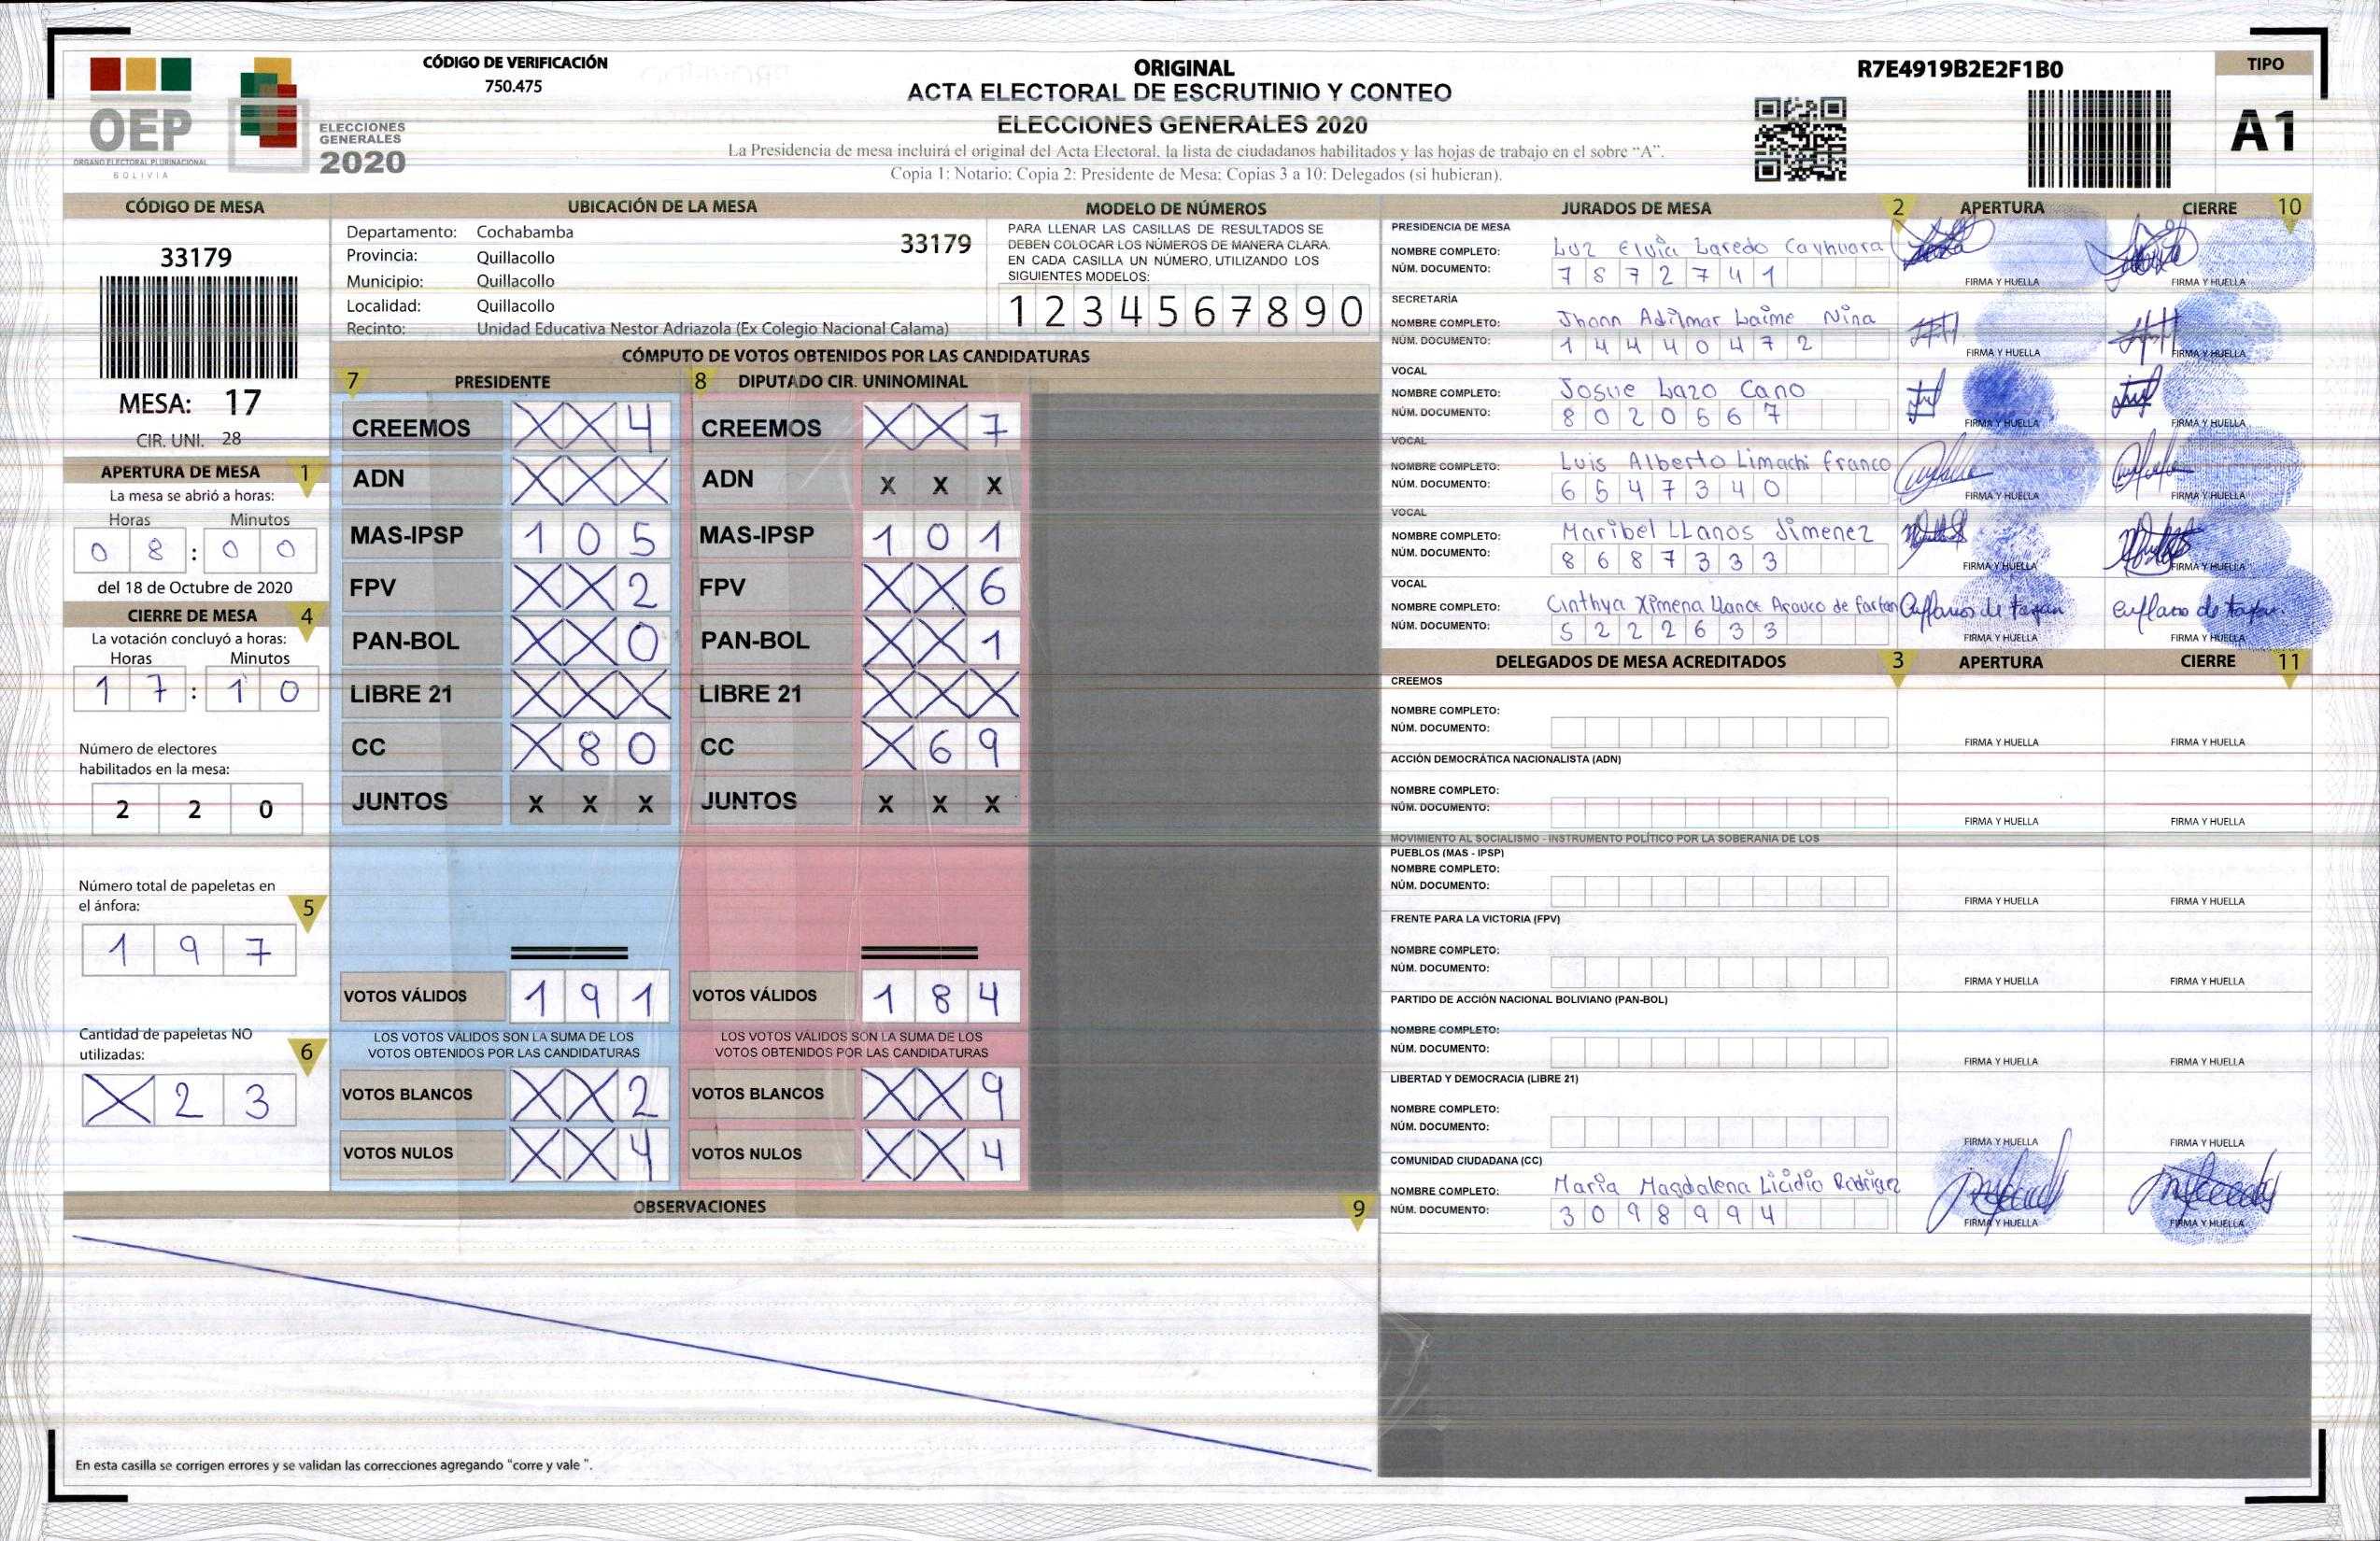 OEP
ÓRGANO ELECTORAL PLURINACIONAL
BOLIVIA
ELECCIONES
GENERALES
2020
CÓDIGO DE VERIFICACIÓN
750.475
ORIGINAL
ACTA ELECTORAL DE ESCRUTINIO Y CONTEO
ELECCIONES GENERALES 2020
La Presidencia de mesa incluirá el original del Acta Electoral, la lista de ciudadanos habilitados y las hojas de trabajo en el sobre "A".
Copia 1: Notario; Copia 2: Presidente de Mesa; Copias 3 a 10: Delegados (si hubieran).
R7E4919B2E2F1B0
TIPO
A1
CÓDIGO DE MESA
33179
MESA: 17
CIR. UNI. 28
APERTURA DE MESA 1
La mesa se abrió a horas:
Horas Minutos
0 8 : 0 0
del 18 de Octubre de 2020
CIERRE DE MESA 4
La votación concluyó a horas:
Horas Minutos
1 7 : 1 0
Número de electores
habilitados en la mesa:
2 2 0
Número total de papeletas en
el ánfora: 5
1 9 7
Cantidad de papeletas NO
utilizadas: 6
X 2 3
UBICACIÓN DE LA MESA
Departamento: Cochabamba 33179
Provincia: Quillacollo
Municipio: Quillacollo
Localidad: Quillacollo
Recinto: Unidad Educativa Nestor Adriazola (Ex Colegio Nacional Calama)
MODELO DE NÚMEROS
PARA LLENAR LAS CASILLAS DE RESULTADOS SE
DEBEN COLOCAR LOS NÚMEROS DE MANERA CLARA.
EN CADA CASILLA UN NÚMERO, UTILIZANDO LOS
SIGUIENTES MODELOS:
1 2 3 4 5 6 7 8 9 0
CÓMPUTO DE VOTOS OBTENIDOS POR LAS CANDIDATURAS
7 PRESIDENTE 8 DIPUTADO CIR. UNINOMINAL
CREEMOS X X 4 CREEMOS X X 7
ADN X X X ADN X X X
MAS-IPSP 1 0 5 MAS-IPSP 1 0 1
FPV X X 2 FPV X X 6
PAN-BOL X X 0 PAN-BOL X X 1
LIBRE 21 X X X LIBRE 21 X X X
CC X 8 0 CC X 6 9
JUNTOS X X X JUNTOS X X X
VOTOS VÁLIDOS 1 9 1 VOTOS VÁLIDOS 1 8 4
LOS VOTOS VÁLIDOS SON LA SUMA DE LOS LOS VOTOS VÁLIDOS SON LA SUMA DE LOS
VOTOS OBTENIDOS POR LAS CANDIDATURAS VOTOS OBTENIDOS POR LAS CANDIDATURAS
VOTOS BLANCOS X X 2 VOTOS BLANCOS X X 9
VOTOS NULOS X X 4 VOTOS NULOS X X 4
OBSERVACIONES 9
En esta casilla se corrigen errores y se validan las correcciones agregando "corre y vale ".
JURADOS DE MESA 2 APERTURA CIERRE 10
PRESIDENCIA DE MESA
NOMBRE COMPLETO: Luz Elvia Laredo Cayhuara
NÚM. DOCUMENTO: 7 8 7 2 7 4 1 FIRMA Y HUELLA FIRMA Y HUELLA
SECRETARÍA
NOMBRE COMPLETO: Jhonn Adilmar Laime Nina
NÚM. DOCUMENTO: 1 4 4 4 0 4 7 2 FIRMA Y HUELLA FIRMA Y HUELLA
VOCAL
NOMBRE COMPLETO: Josue Lazo Cano
NÚM. DOCUMENTO: 8 0 2 0 5 6 7 FIRMA Y HUELLA FIRMA Y HUELLA
VOCAL
NOMBRE COMPLETO: Luis Alberto Limachi Franco
NÚM. DOCUMENTO: 6 5 4 7 3 4 0 FIRMA Y HUELLA FIRMA Y HUELLA
VOCAL
NOMBRE COMPLETO: Maribel LLanos Jimenez
NÚM. DOCUMENTO: 8 6 8 7 3 3 3 FIRMA Y HUELLA FIRMA Y HUELLA
VOCAL
NOMBRE COMPLETO: Cinthya Ximena Arauco de
NÚM. DOCUMENTO: 5 2 2 2 6 3 3 FIRMA Y HUELLA FIRMA Y HUELLA
DELEGADOS DE MESA ACREDITADOS 3 APERTURA CIERRE 11
CREEMOS
NOMBRE COMPLETO:
NÚM. DOCUMENTO: FIRMA Y HUELLA FIRMA Y HUELLA
ACCIÓN DEMOCRÁTICA NACIONALISTA (ADN)
NOMBRE COMPLETO:
NÚM. DOCUMENTO: FIRMA Y HUELLA FIRMA Y HUELLA
MOVIMIENTO AL SOCIALISMO - INSTRUMENTO POLÍTICO POR LA SOBERANIA DE LOS
PUEBLOS (MAS - IPSP)
NOMBRE COMPLETO:
NÚM. DOCUMENTO: FIRMA Y HUELLA FIRMA Y HUELLA
FRENTE PARA LA VICTORIA (FPV)
NOMBRE COMPLETO:
NÚM. DOCUMENTO: FIRMA Y HUELLA FIRMA Y HUELLA
PARTIDO DE ACCIÓN NACIONAL BOLIVIANO (PAN-BOL)
NOMBRE COMPLETO:
NÚM. DOCUMENTO: FIRMA Y HUELLA FIRMA Y HUELLA
LIBERTAD Y DEMOCRACIA (LIBRE 21)
NOMBRE COMPLETO:
NÚM. DOCUMENTO: FIRMA Y HUELLA FIRMA Y HUELLA
COMUNIDAD CIUDADANA (CC)
NOMBRE COMPLETO: Maria Magdalena Licidio Rodriguez
NÚM. DOCUMENTO: 3 0 9 8 9 9 4 FIRMA Y HUELLA FIRMA Y HUELLA